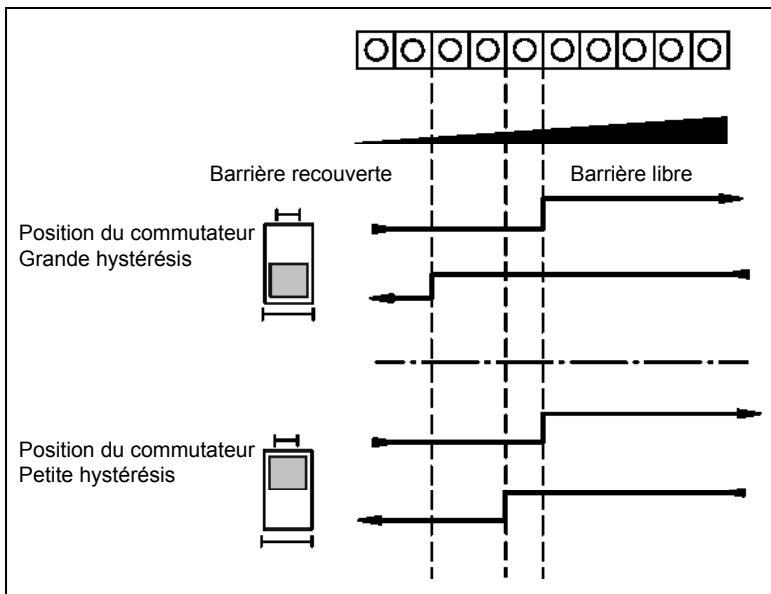 Barrière recouverte
Barrière libre
Position du commutateur
Grande hystérésis
Position du commutateur
Petite hystérésis